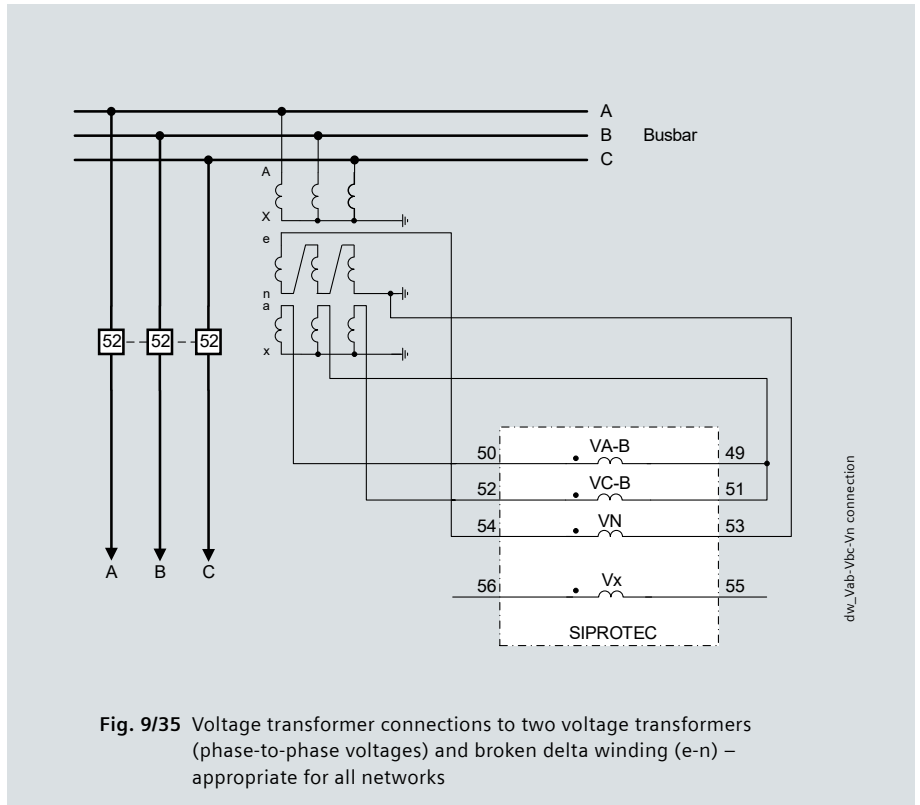 A
B Busbar
C
A
X
e
n
a
x
52 52 52
50 VA-B 49
52 VC-B 51
54 VN 53
56 Vx 55
SIPROTEC
A B C
dw_Vab-Vbc-Vn connection
Fig. 9/35 Voltage transformer connections to two voltage transformers
(phase-to-phase voltages) and broken delta winding (e-n) –
appropriate for all networks